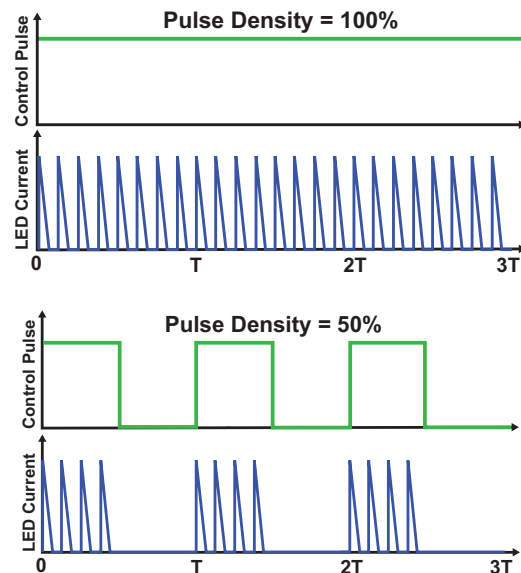 Pulse Density = 100%
Control Pulse
LED Current
0 T 2T 3T
Pulse Density = 50%
Control Pulse
LED Current
0 T 2T 3T